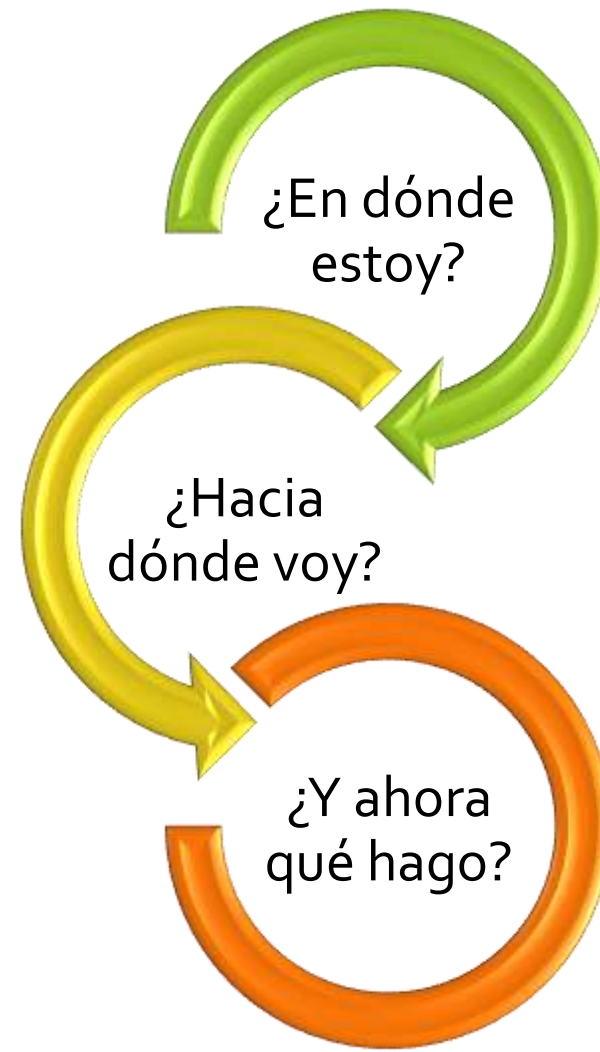 ¿En dónde
estoy?
¿Hacia
dónde voy?
¿Y ahora
qué hago?